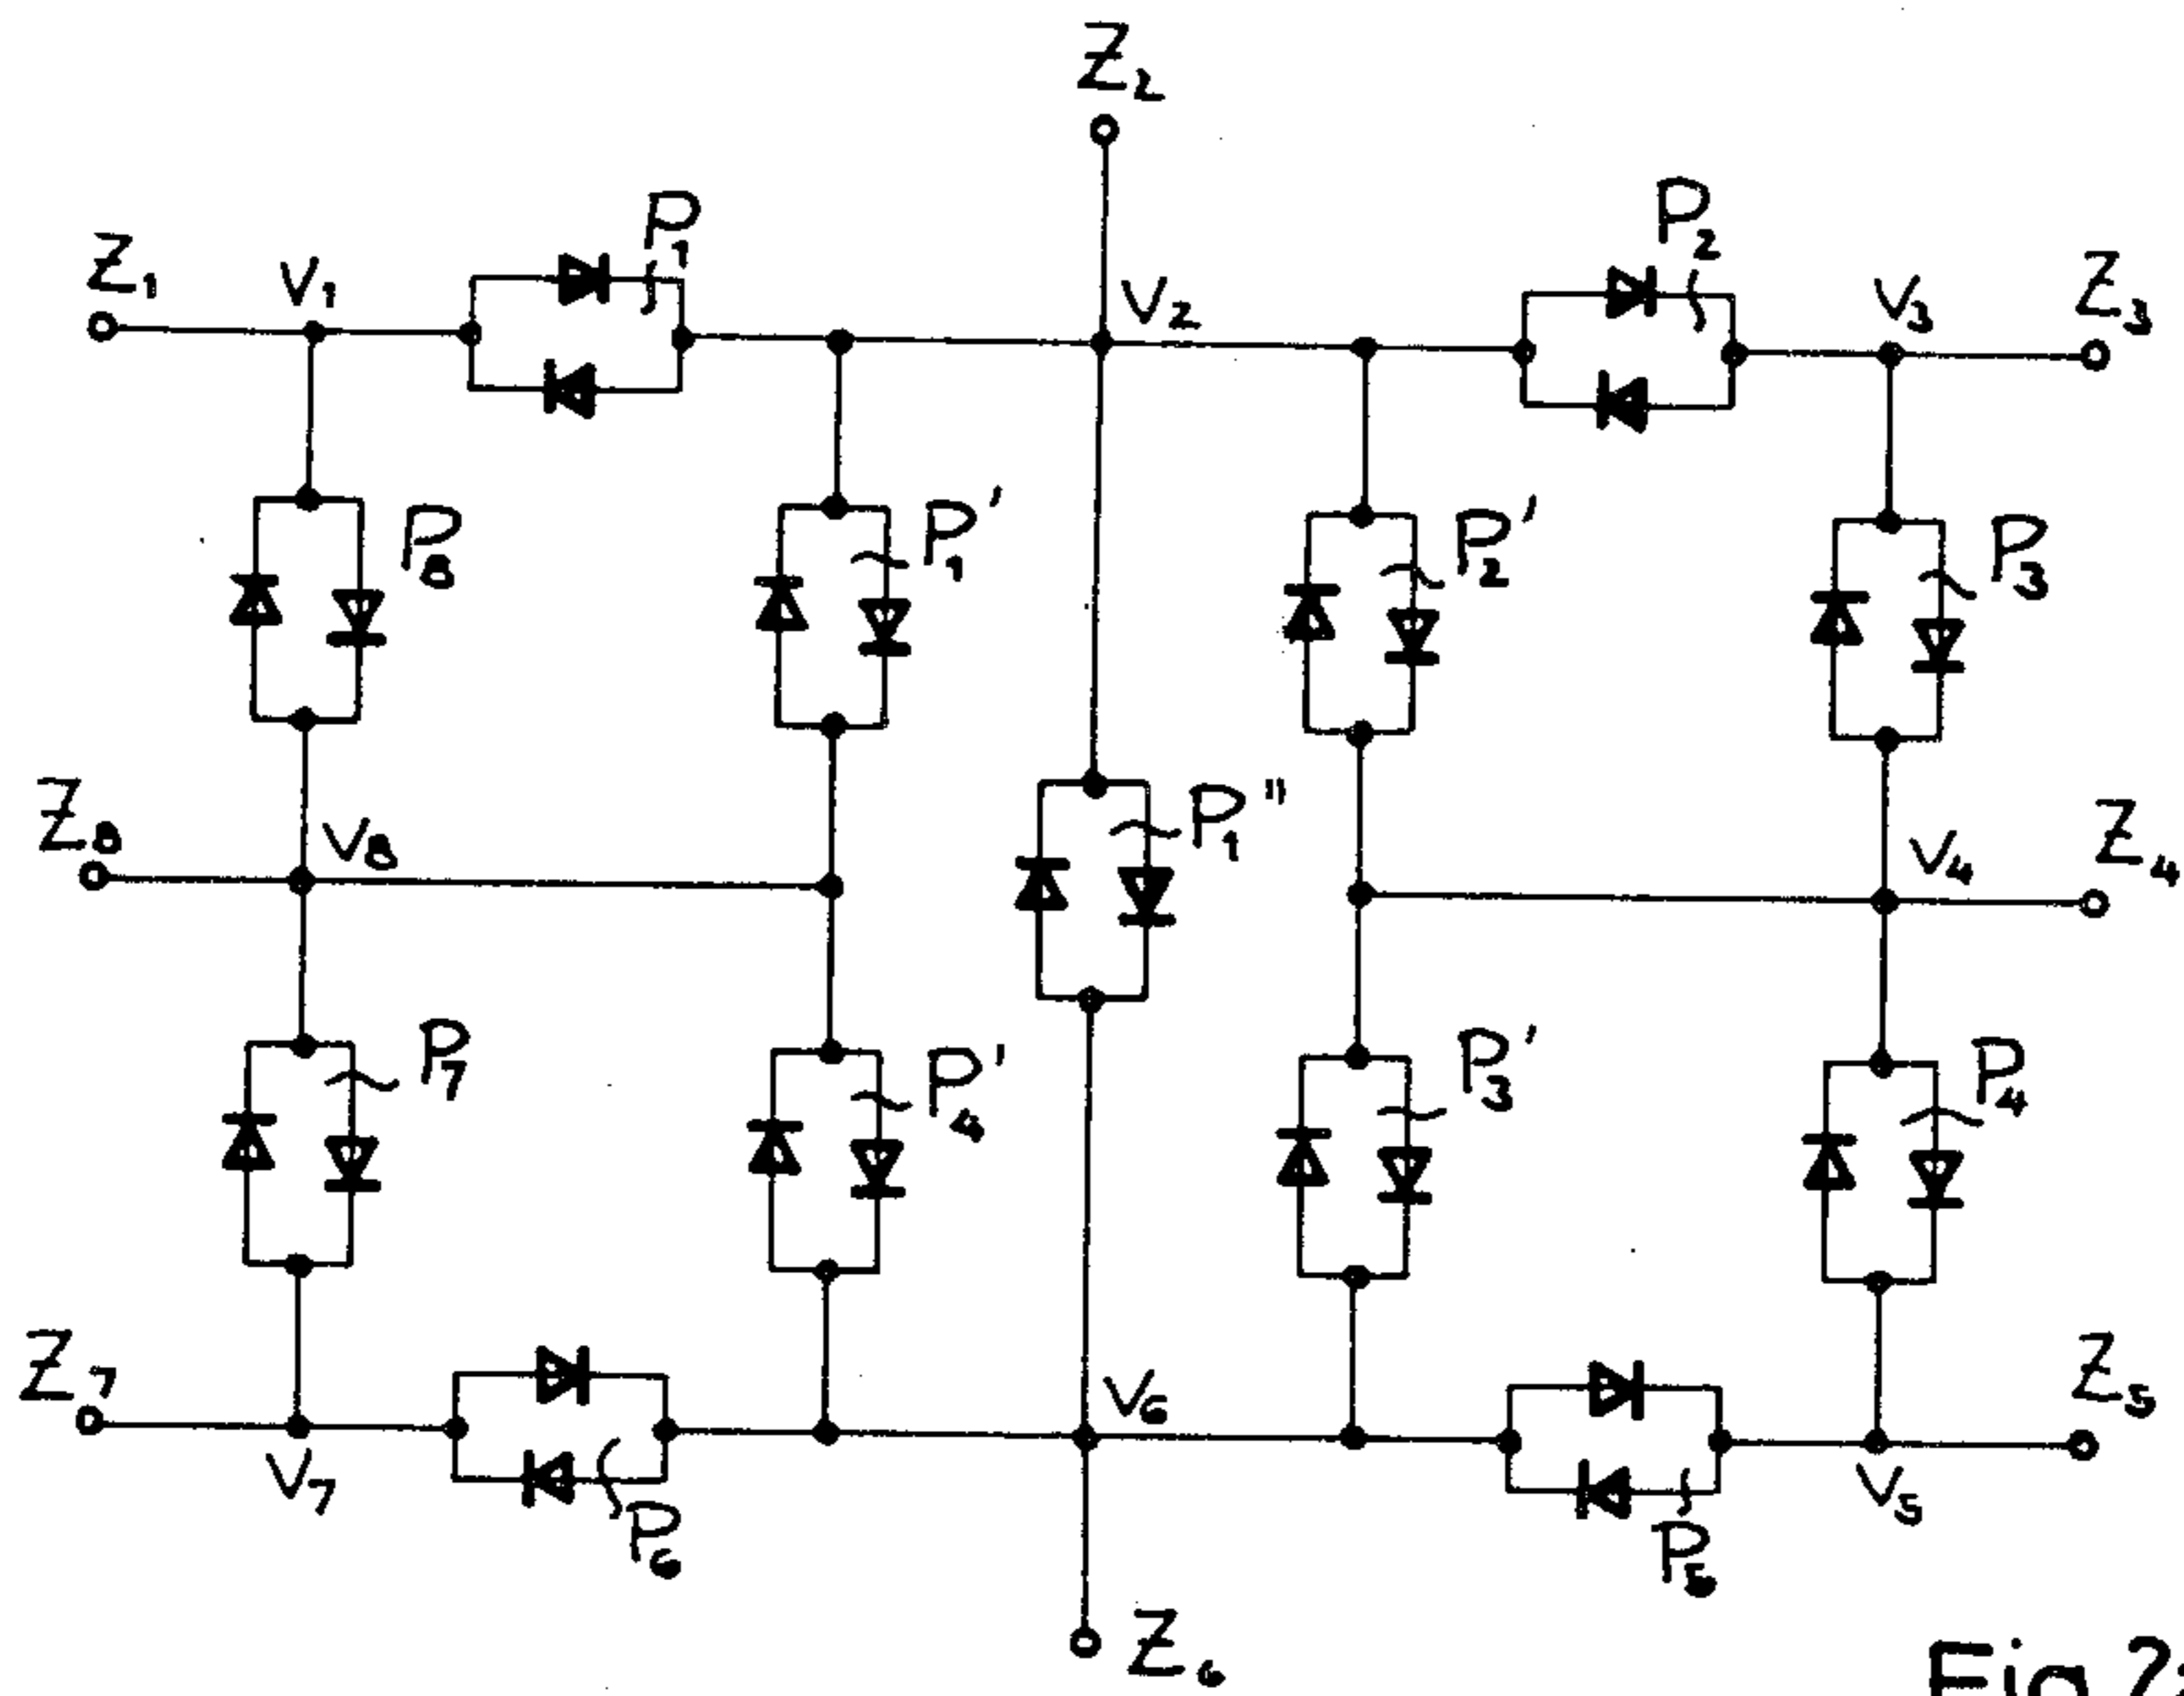 Z₂
P₁
P₂
Z₁
V₁
V₂
V₃
Z₃
P₈
P₁'
P₂'
P₃
Z₈
V₈
P₁"
V₄
Z₄
P₇
P₄'
P₃'
P₄
Z₇
V₆
Z₅
V₇
P₆
P₅
V₅
Z₆
Fig